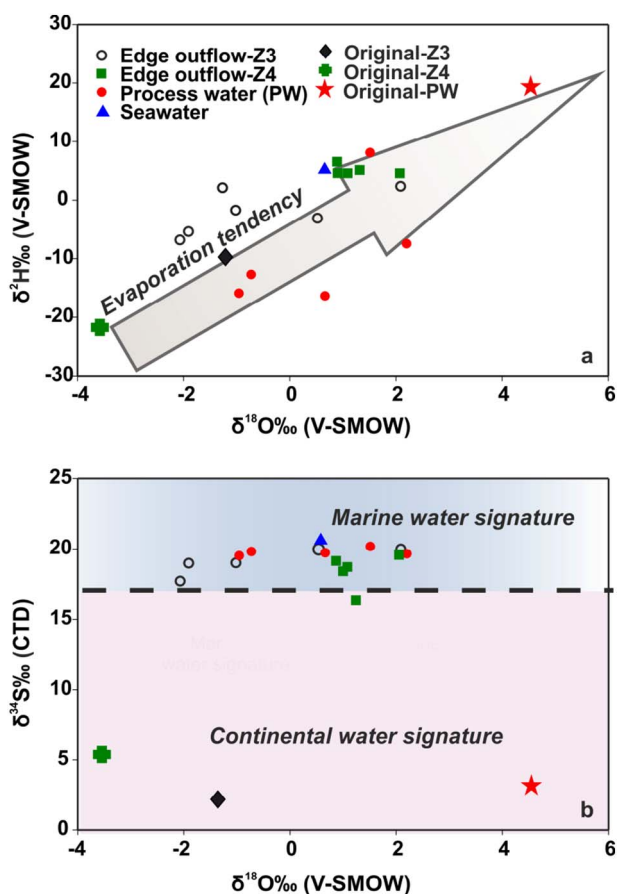 Edge outflow-Z3
Edge outflow-Z4
Process water (PW)
Seawater
Original-Z3
Original-Z4
Original-PW
Evaporation tendency
a
δ²H‰ (V-SMOW)
30
20
10
0
-10
-20
-30
-4 -2 0 2 4 6
δ¹⁸O‰ (V-SMOW)
Marine water signature
Continental water signature
b
δ³⁴S‰ (CTD)
25
20
15
10
5
0
-4 -2 0 2 4 6
δ¹⁸O‰ (V-SMOW)